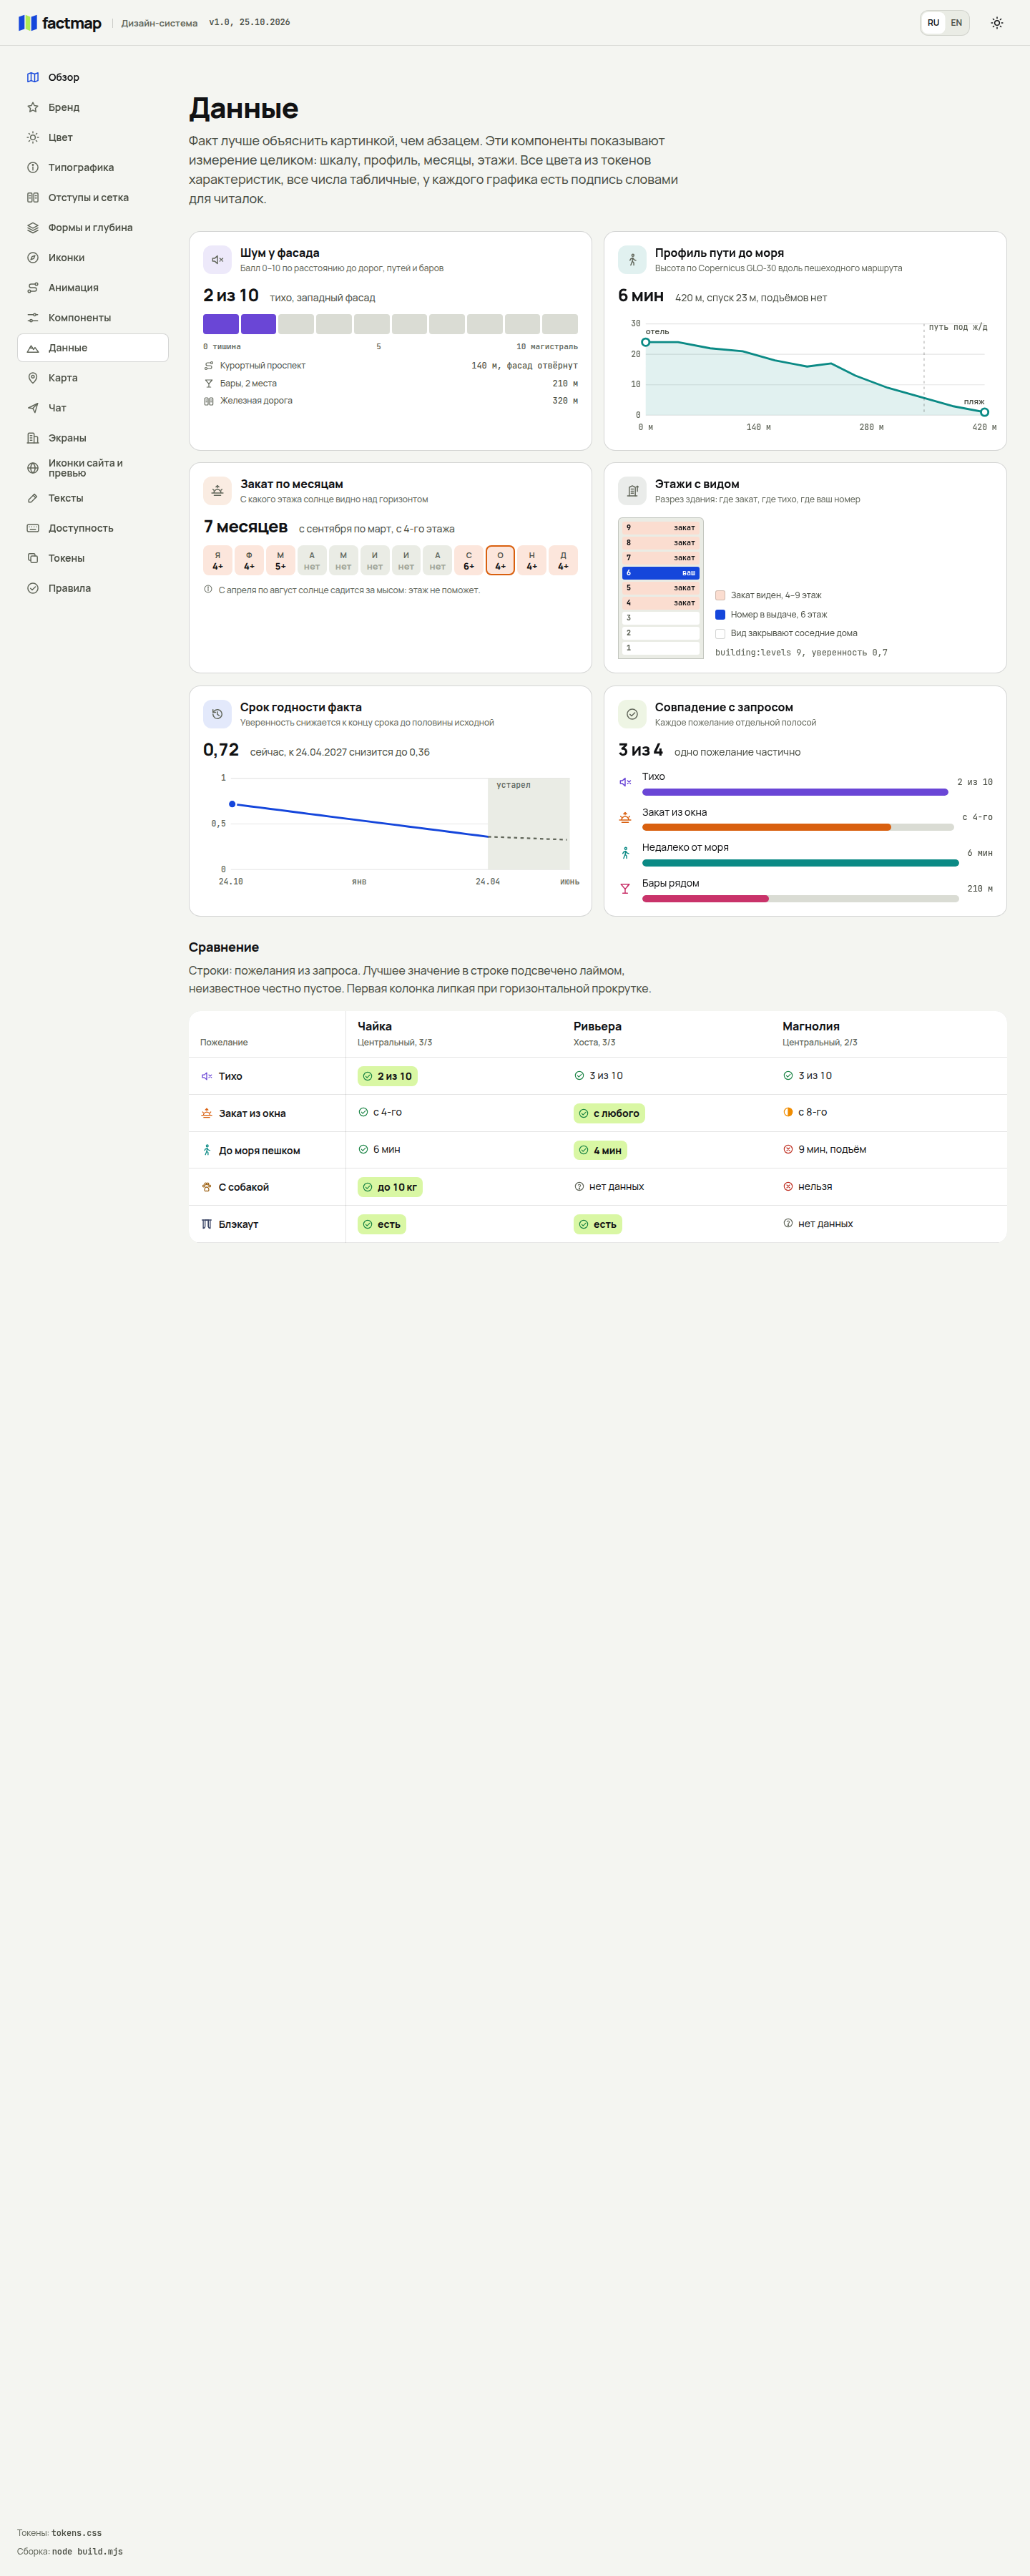 factmap
Дизайн-система
v1.0, 25.10.2026
RU EN
Обзор
Бренд
Цвет
Типографика
Отступы и сетка
Формы и глубина
Иконки
Анимация
Компоненты
Данные
Карта
Чат
Экраны
Иконки сайта и
превью
Тексты
Доступность
Токены
Правила
Данные
Факт лучше объяснить картинкой, чем абзацем. Эти компоненты показывают
измерение целиком: шкалу, профиль, месяцы, этажи. Все цвета из токенов
характеристик, все числа табличные, у каждого графика есть подпись словами
для читалок.
Шум у фасада
Балл 0–10 по расстоянию до дорог, путей и баров
2 из 10 тихо, западный фасад
0 тишина 5 10 магистраль
Курортный проспект 140 м, фасад отвёрнут
Бары, 2 места 210 м
Железная дорога 320 м
Профиль пути до моря
Высота по Copernicus GLO-30 вдоль пешеходного маршрута
6 мин 420 м, спуск 23 м, подъёмов нет
30
путь под ж/д
отель
20
10
пляж
0
0 м 140 м 280 м 420 м
Закат по месяцам
С какого этажа солнце видно над горизонтом
7 месяцев с сентября по март, с 4-го этажа
Я Ф М А М И И А С О Н Д
4+ 4+ 5+ нет нет нет нет нет 6+ 4+ 4+ 4+
С апреля по август солнце садится за мысом: этаж не поможет.
Этажи с видом
Разрез здания: где закат, где тихо, где ваш номер
9 закат
8 закат
7 закат
6 ваш
5 закат
4 закат
3
2
1
Закат виден, 4–9 этаж
Номер в выдаче, 6 этаж
Вид закрывают соседние дома
building:levels 9, уверенность 0,7
Срок годности факта
Уверенность снижается к концу срока до половины исходной
0,72 сейчас, к 24.04.2027 снизится до 0,36
1
устарел
0,5
0
24.10 янв 24.04 июнь
Совпадение с запросом
Каждое пожелание отдельной полосой
3 из 4 одно пожелание частично
Тихо 2 из 10
Закат из окна с 4-го
Недалеко от моря 6 мин
Бары рядом 210 м
Сравнение
Строки: пожелания из запроса. Лучшее значение в строке подсвечено лаймом,
неизвестное честно пустое. Первая колонка липкая при горизонтальной прокрутке.
Чайка Ривьера Магнолия
Пожелание Центральный, 3/3 Хоста, 3/3 Центральный, 2/3
Тихо 2 из 10 3 из 10 3 из 10
Закат из окна с 4-го с любого с 8-го
До моря пешком 6 мин 4 мин 9 мин, подъём
С собакой до 10 кг нет данных нельзя
Блэкаут есть есть нет данных
Токены: tokens.css
Сборка: node build.mjs